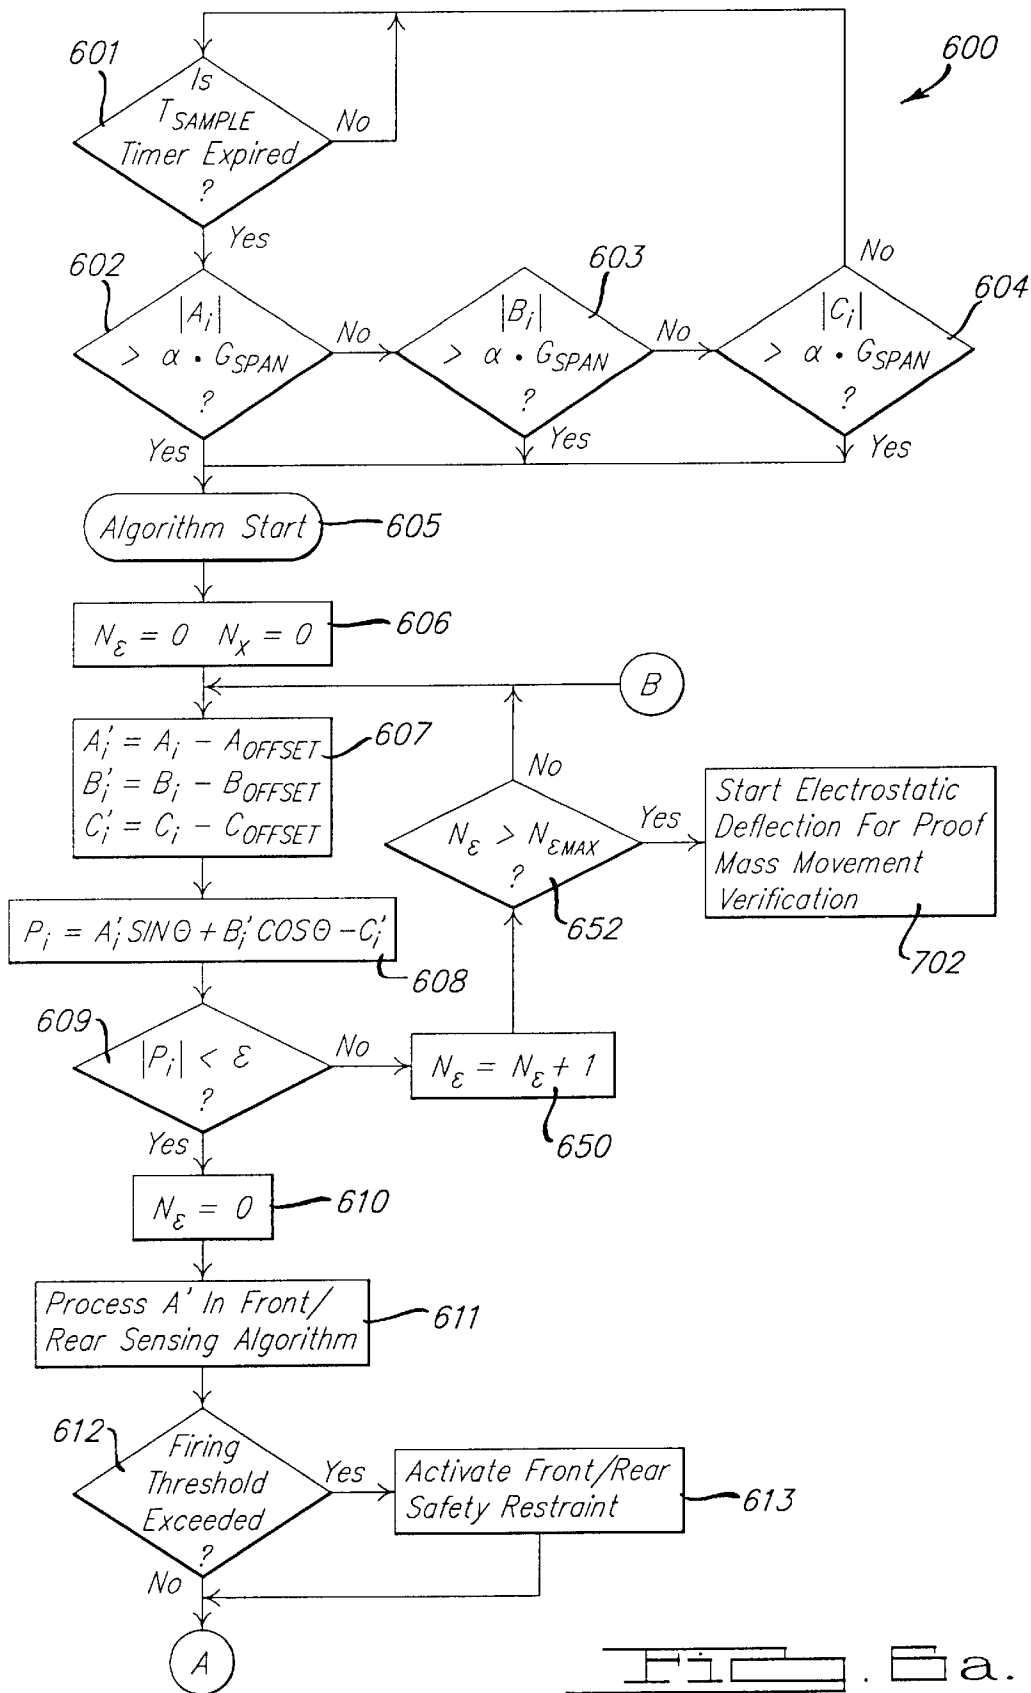 601
600
Is
T_SAMPLE
Timer Expired
?
No
Yes
602
603
604
No
|A_i|
> α · G_SPAN
?
No
|B_i|
> α · G_SPAN
?
No
|C_i|
> α · G_SPAN
?
Yes
Yes
Yes
Algorithm Start
605
N_ε = 0 N_X = 0
606
B
A_i' = A_i - A_OFFSET
B_i' = B_i - B_OFFSET
C_i' = C_i - C_OFFSET
607
No
N_ε > N_εMAX
?
652
Yes
Start Electrostatic
Deflection For Proof
Mass Movement
Verification
702
P_i = A_i' SIN Θ + B_i' COS Θ - C_i'
608
609
|P_i| < ε
?
No
N_ε = N_ε + 1
650
Yes
N_ε = 0
610
Process A' In Front/
Rear Sensing Algorithm
611
612
Firing
Threshold
Exceeded
?
Yes
Activate Front/Rear
Safety Restraint
613
No
A
Fig. 6a.